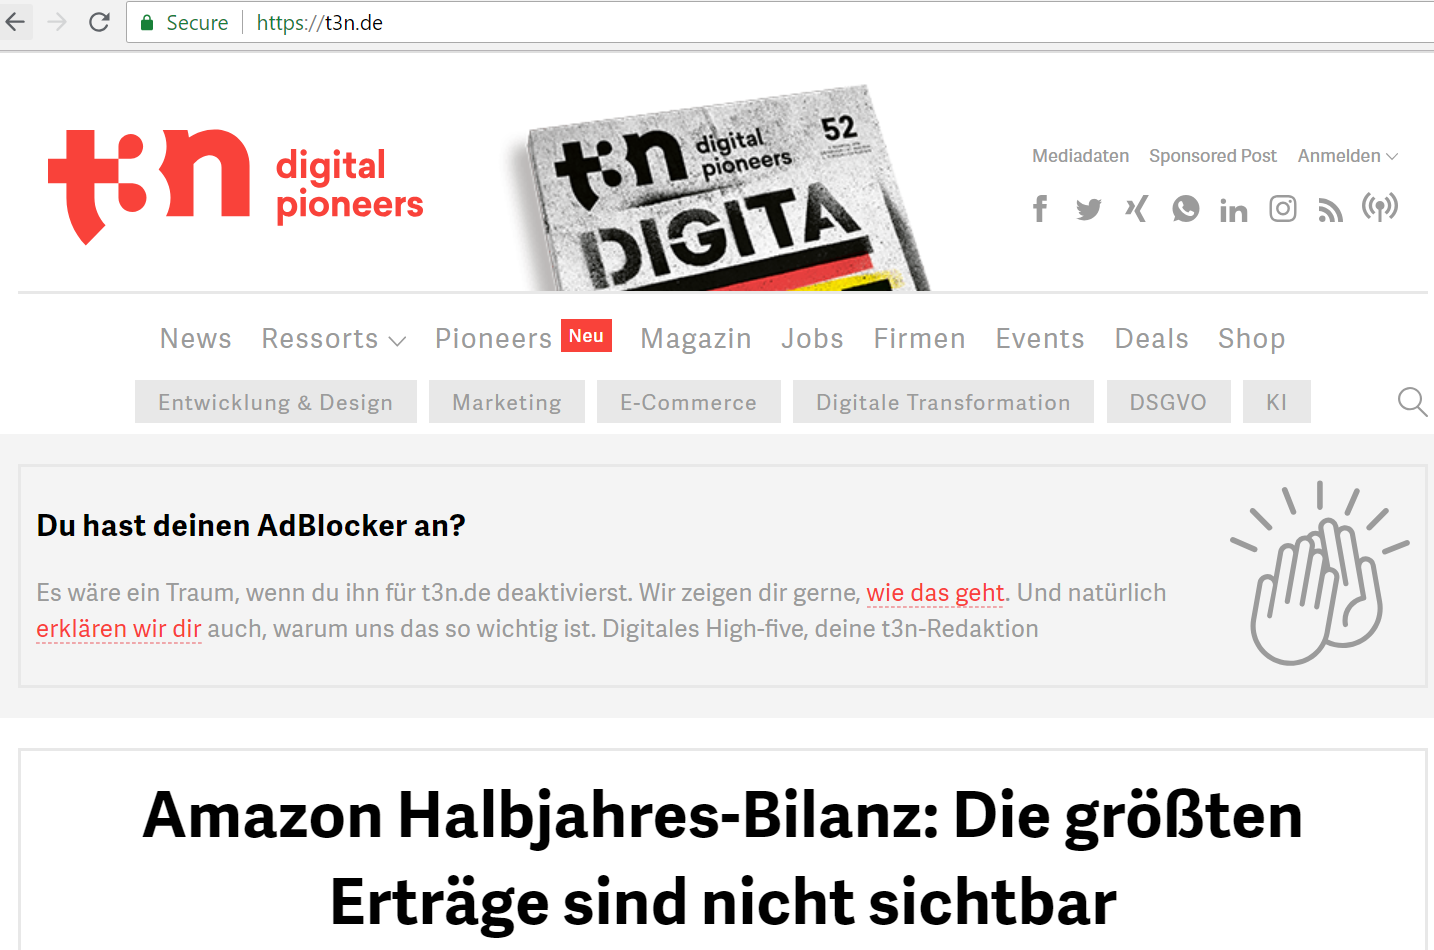 Secure https://t3n.de
t3n digital
pioneers
t3n digital
pioneers
52
DIGITA
Mediadaten Sponsored Post Anmelden
News Ressorts Pioneers Neu Magazin Jobs Firmen Events Deals Shop
Entwicklung & Design Marketing E-Commerce Digitale Transformation DSGVO KI
Du hast deinen AdBlocker an?
Es wäre ein Traum, wenn du ihn für t3n.de deaktivierst. Wir zeigen dir gerne, wie das geht. Und natürlich
erklären wir dir auch, warum uns das so wichtig ist. Digitales High-five, deine t3n-Redaktion
Amazon Halbjahres-Bilanz: Die größten
Erträge sind nicht sichtbar